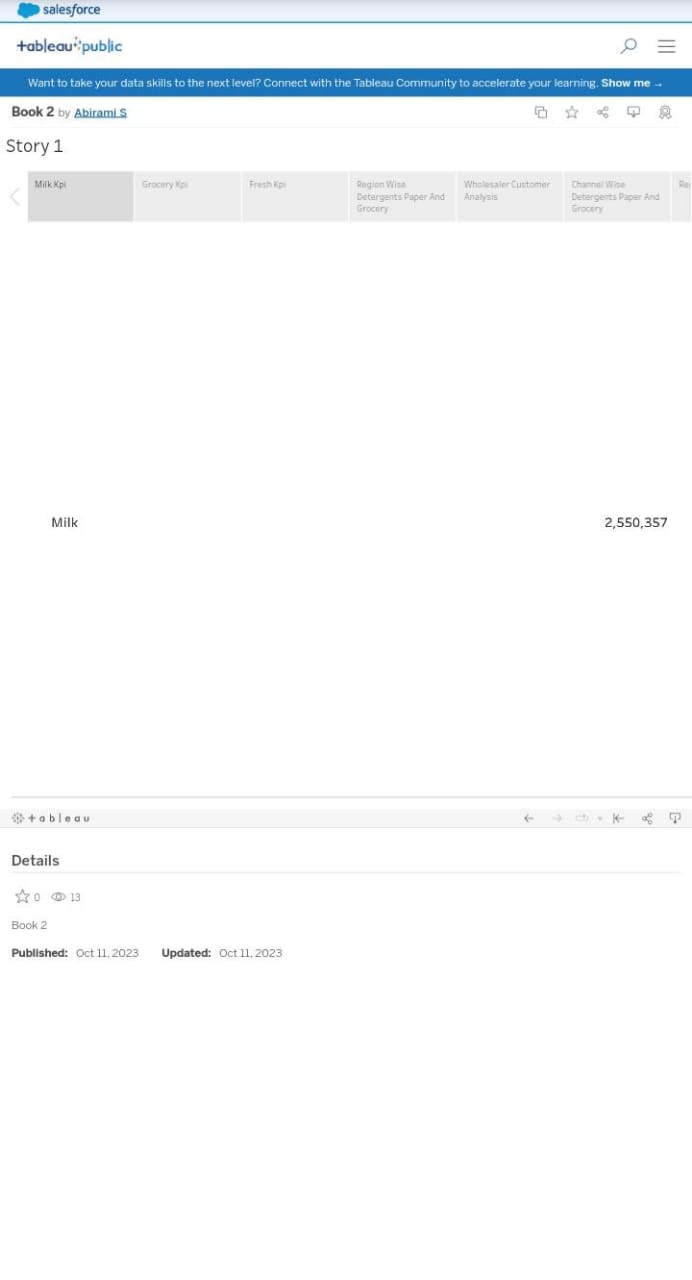 salesforce
+ableau public
Want to take your data skills to the next level? Connect with the Tableau Community to accelerate your learning. Show me →
Book 2 by Abirami S
Story 1
Milk Kpi
Grocery Kpi
Fresh Kpi
Region Wise
Detergents Paper And
Grocery
Wholesaler Customer
Analysis
Channel Wise
Detergents Paper And
Grocery
Milk 2,550,357
+ableau
Details
0 13
Book 2
Published: Oct 11, 2023 Updated: Oct 11, 2023